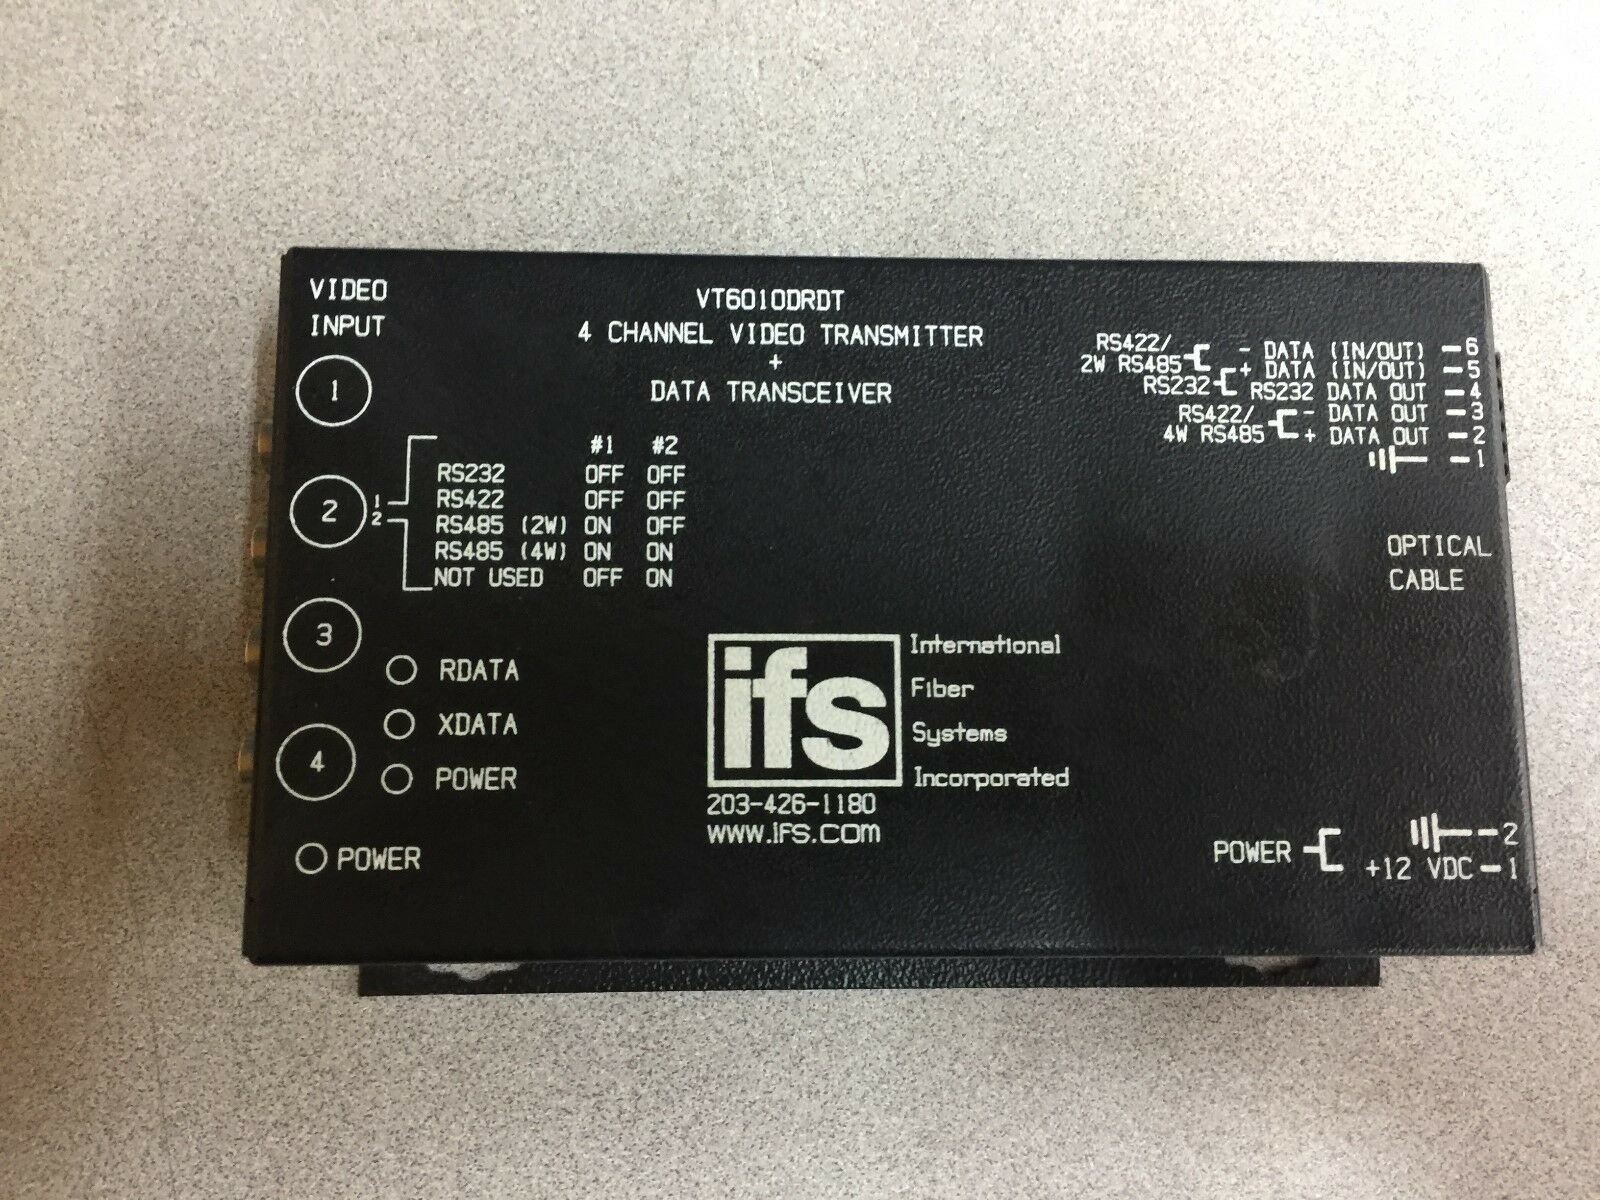 VIDEO
INPUT
1
2
3
4
1
2
VT6010DRDT
4 CHANNEL VIDEO TRANSMITTER
+
DATA TRANSCEIVER
#1 #2
RS232 OFF OFF
RS422 OFF OFF
RS485 (2W) ON OFF
RS485 (4W) ON ON
NOT USED OFF ON
RDATA
XDATA
POWER
POWER
ifs
International
Fiber
Systems
Incorporated
203-426-1180
www.ifs.com
RS422/
2W RS485
- DATA (IN/OUT) - 6
+ DATA (IN/OUT) - 5
RS232
RS232 DATA OUT - 4
RS422/
4W RS485
- DATA OUT - 3
+ DATA OUT - 2
- 1
OPTICAL
CABLE
POWER
- 2
+12 VDC - 1